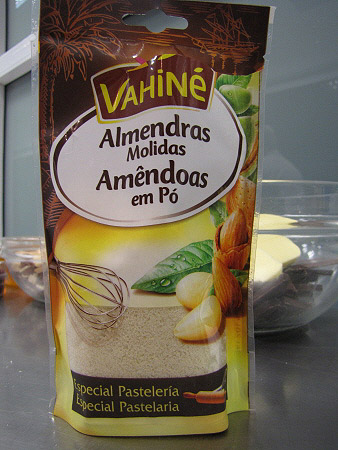 VAHINÉ
Almendras
Molidas
Amêndoas
em Pó
Especial Pastelería
Especial Pastelaria